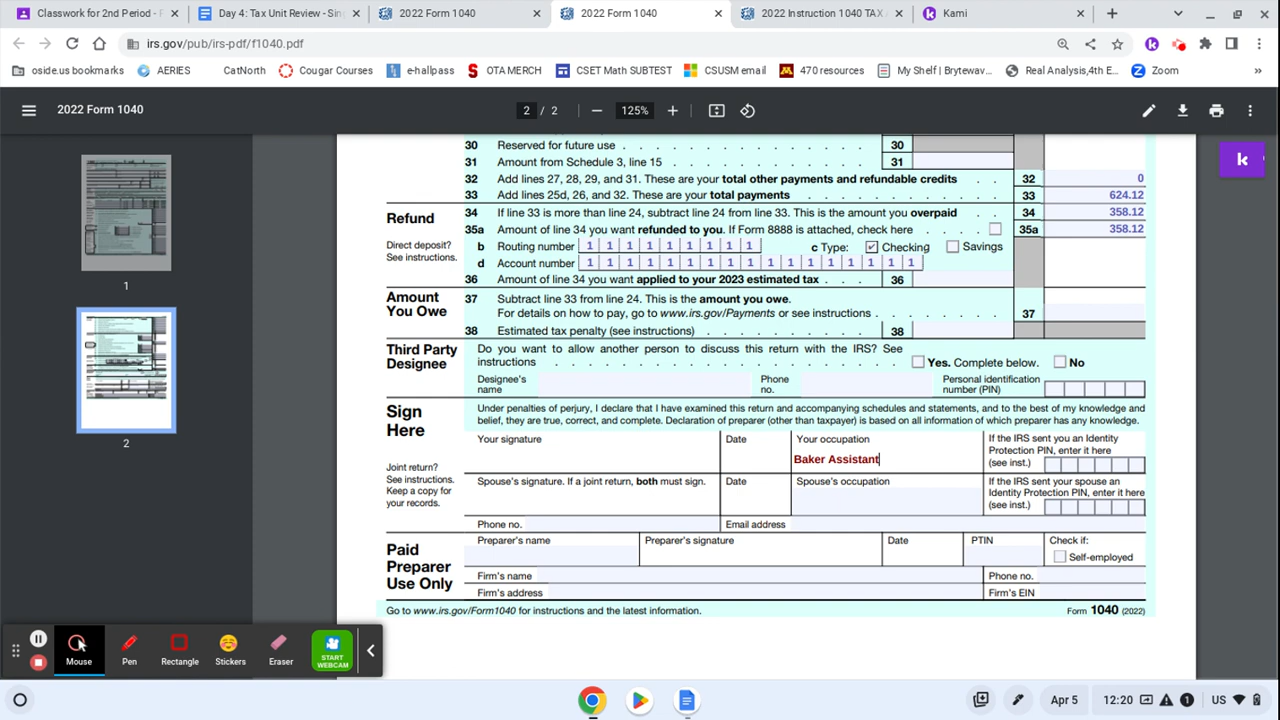 Classwork for 2nd Period - F
Day 4: Tax Unit Review - Sin
2022 Form 1040
2022 Form 1040
2022 Instruction 1040 TAX A
Kami
irs.gov/pub/irs-pdf/f1040.pdf
oside.us bookmarks
AERIES
CatNorth
Cougar Courses
e-hallpass
OTA MERCH
CSET Math SUBTEST
CSUSM email
470 resources
My Shelf | Brytewav...
Real Analysis,4th E...
Zoom
2022 Form 1040
2 / 2
125%
30 Reserved for future use . . . . . . . . . . . . . . . 30
31 Amount from Schedule 3, line 15 . . . . . . . . . . . . 31
32 Add lines 27, 28, 29, and 31. These are your total other payments and refundable credits . . 32 0
33 Add lines 25d, 26, and 32. These are your total payments . . . . . . . . . . . 33 624.12
Refund
34 If line 33 is more than line 24, subtract line 24 from line 33. This is the amount you overpaid . . 34 358.12
35a Amount of line 34 you want refunded to you. If Form 8888 is attached, check here . . . . 35a 358.12
Direct deposit?
See instructions.
b Routing number 1 1 1 1 1 1 1 1 1 c Type: Checking Savings
d Account number 1 1 1 1 1 1 1 1 1 1 1 1 1 1 1 1 1
36 Amount of line 34 you want applied to your 2023 estimated tax . . . 36
Amount
You Owe
37 Subtract line 33 from line 24. This is the amount you owe.
For details on how to pay, go to www.irs.gov/Payments or see instructions . . . . . . . . 37
38 Estimated tax penalty (see instructions) . . . . . . . . . . 38
Third Party
Designee
Do you want to allow another person to discuss this return with the IRS? See
instructions . . . . . . . . . . . . . . . . . . . . Yes. Complete below. No
Designee's
name
Phone
no.
Personal identification
number (PIN)
Sign
Here
Under penalties of perjury, I declare that I have examined this return and accompanying schedules and statements, and to the best of my knowledge and
belief, they are true, correct, and complete. Declaration of preparer (other than taxpayer) is based on all information of which preparer has any knowledge.
Your signature
Date
Your occupation
Baker Assistant
If the IRS sent you an Identity
Protection PIN, enter it here
(see inst.)
Joint return?
See instructions.
Keep a copy for
your records.
Spouse's signature. If a joint return, both must sign.
Date
Spouse's occupation
If the IRS sent your spouse an
Identity Protection PIN, enter it here
(see inst.)
Phone no.
Email address
Paid
Preparer
Use Only
Preparer's name
Preparer's signature
Date
PTIN
Check if:
Self-employed
Firm's name
Phone no.
Firm's address
Firm's EIN
Go to www.irs.gov/Form1040 for instructions and the latest information.
Form 1040 (2022)
1
2
k
Mouse
Pen
Rectangle
Stickers
Eraser
START
WEBCAM
Apr 5
12:20
1
US